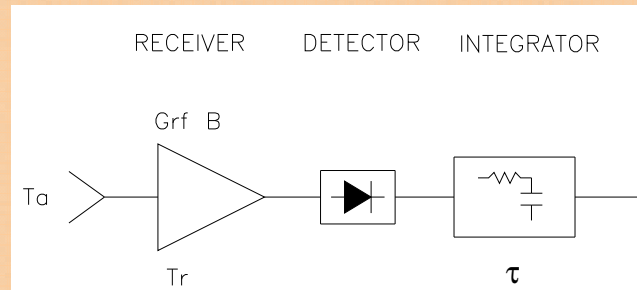 RECEIVER DETECTOR INTEGRATOR
Grf B
Ta
Tr τ